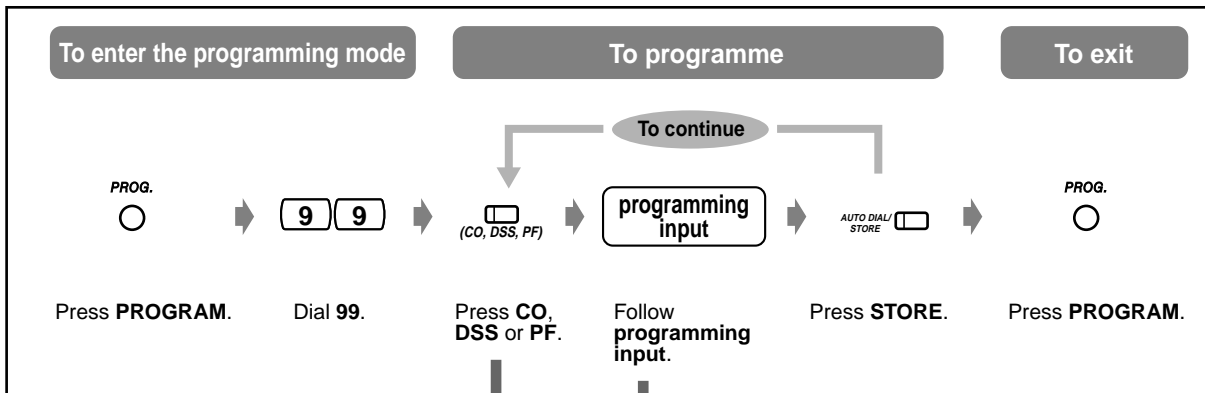 To enter the programming mode
To programme
To exit
To continue
PROG.
9 9
(CO, DSS, PF)
programming
input
AUTO DIAL/
STORE
PROG.
Press PROGRAM.
Dial 99.
Press CO,
DSS or PF.
Follow
programming
input.
Press STORE.
Press PROGRAM.